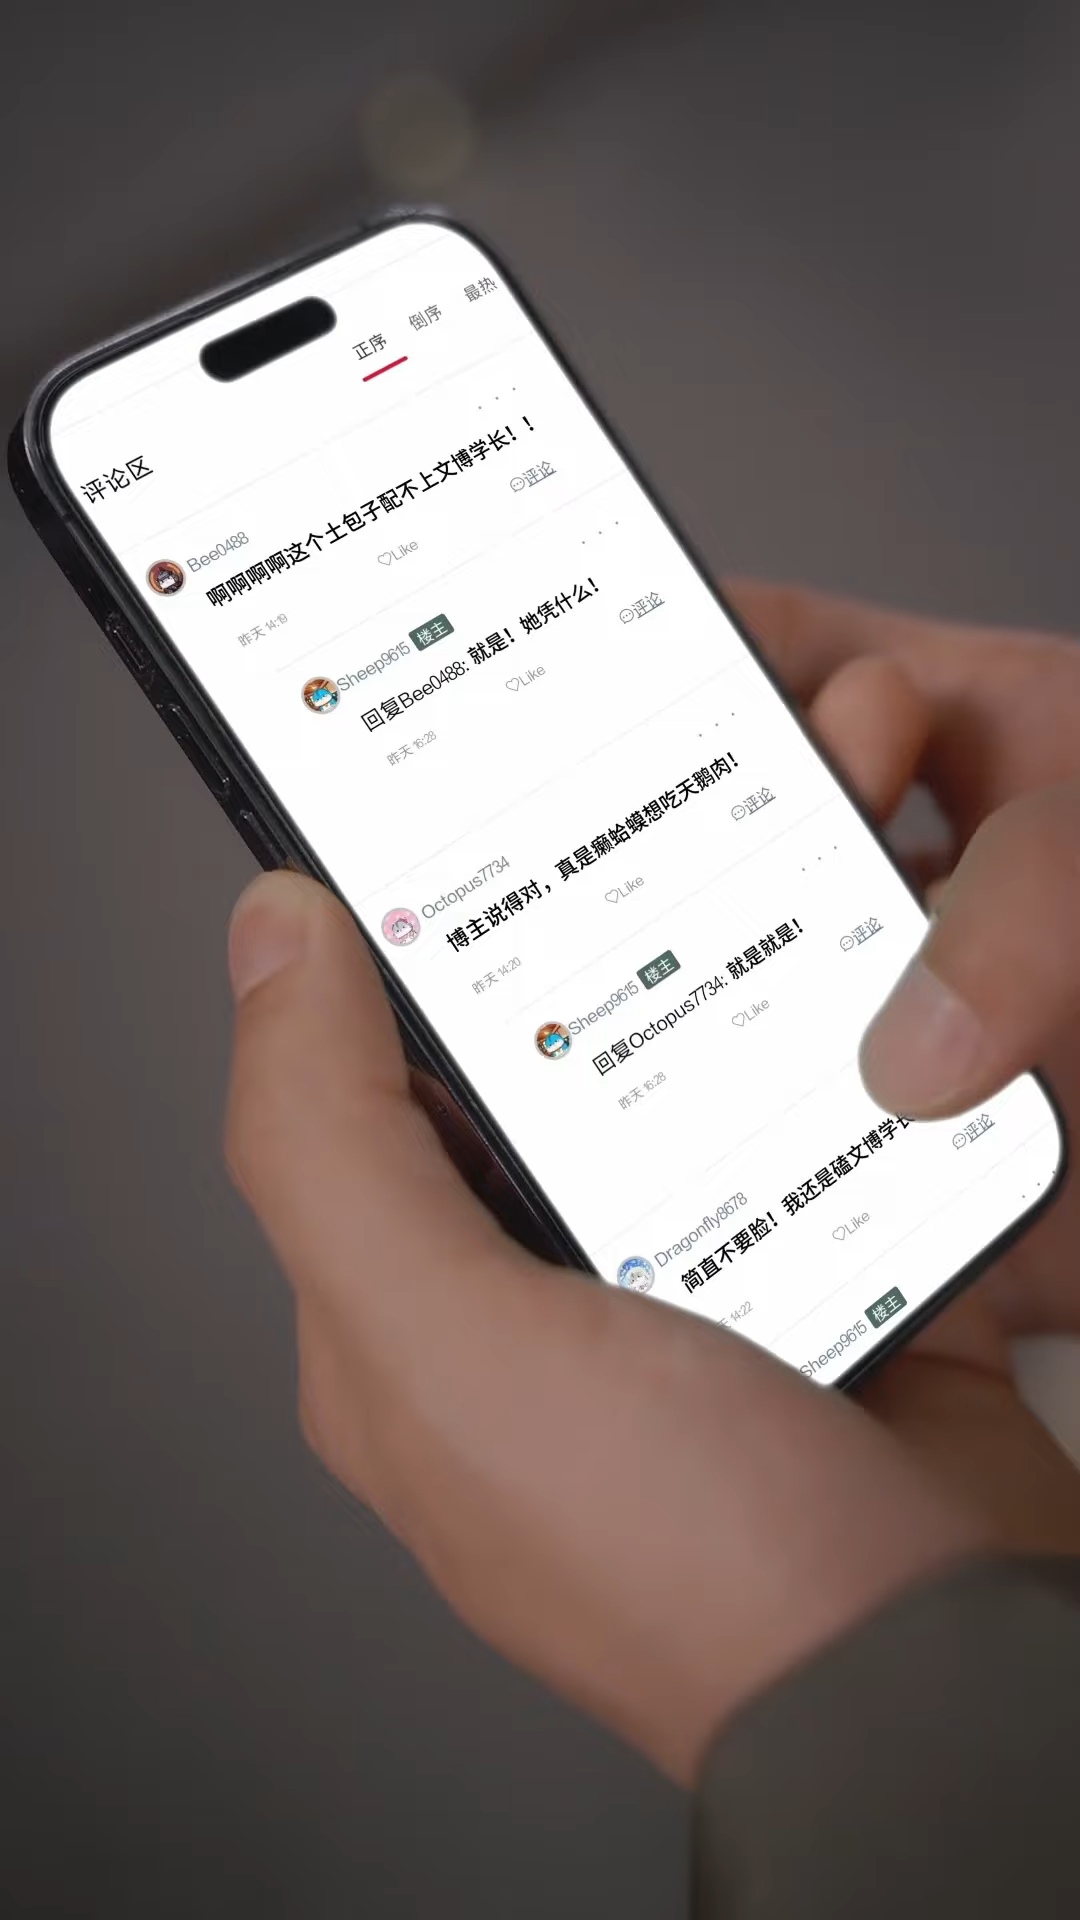 正序 倒序 最热
评论区
Bee0488
啊啊啊啊这个土包子配不上文博学长！！
昨天 14:19 Like 评论
Sheep9615 楼主
回复Bee0488: 就是！她凭什么！
昨天 16:28 Like 评论
Octopus7734
博主说得对，真是癞蛤蟆想吃天鹅肉！
昨天 14:20 Like 评论
Sheep9615 楼主
回复Octopus7734: 就是就是！
昨天 16:28 Like 评论
Dragonfly8678
简直不要脸！我还是磕文博学长
天 14:22 Like 评论
Sheep9615 楼主